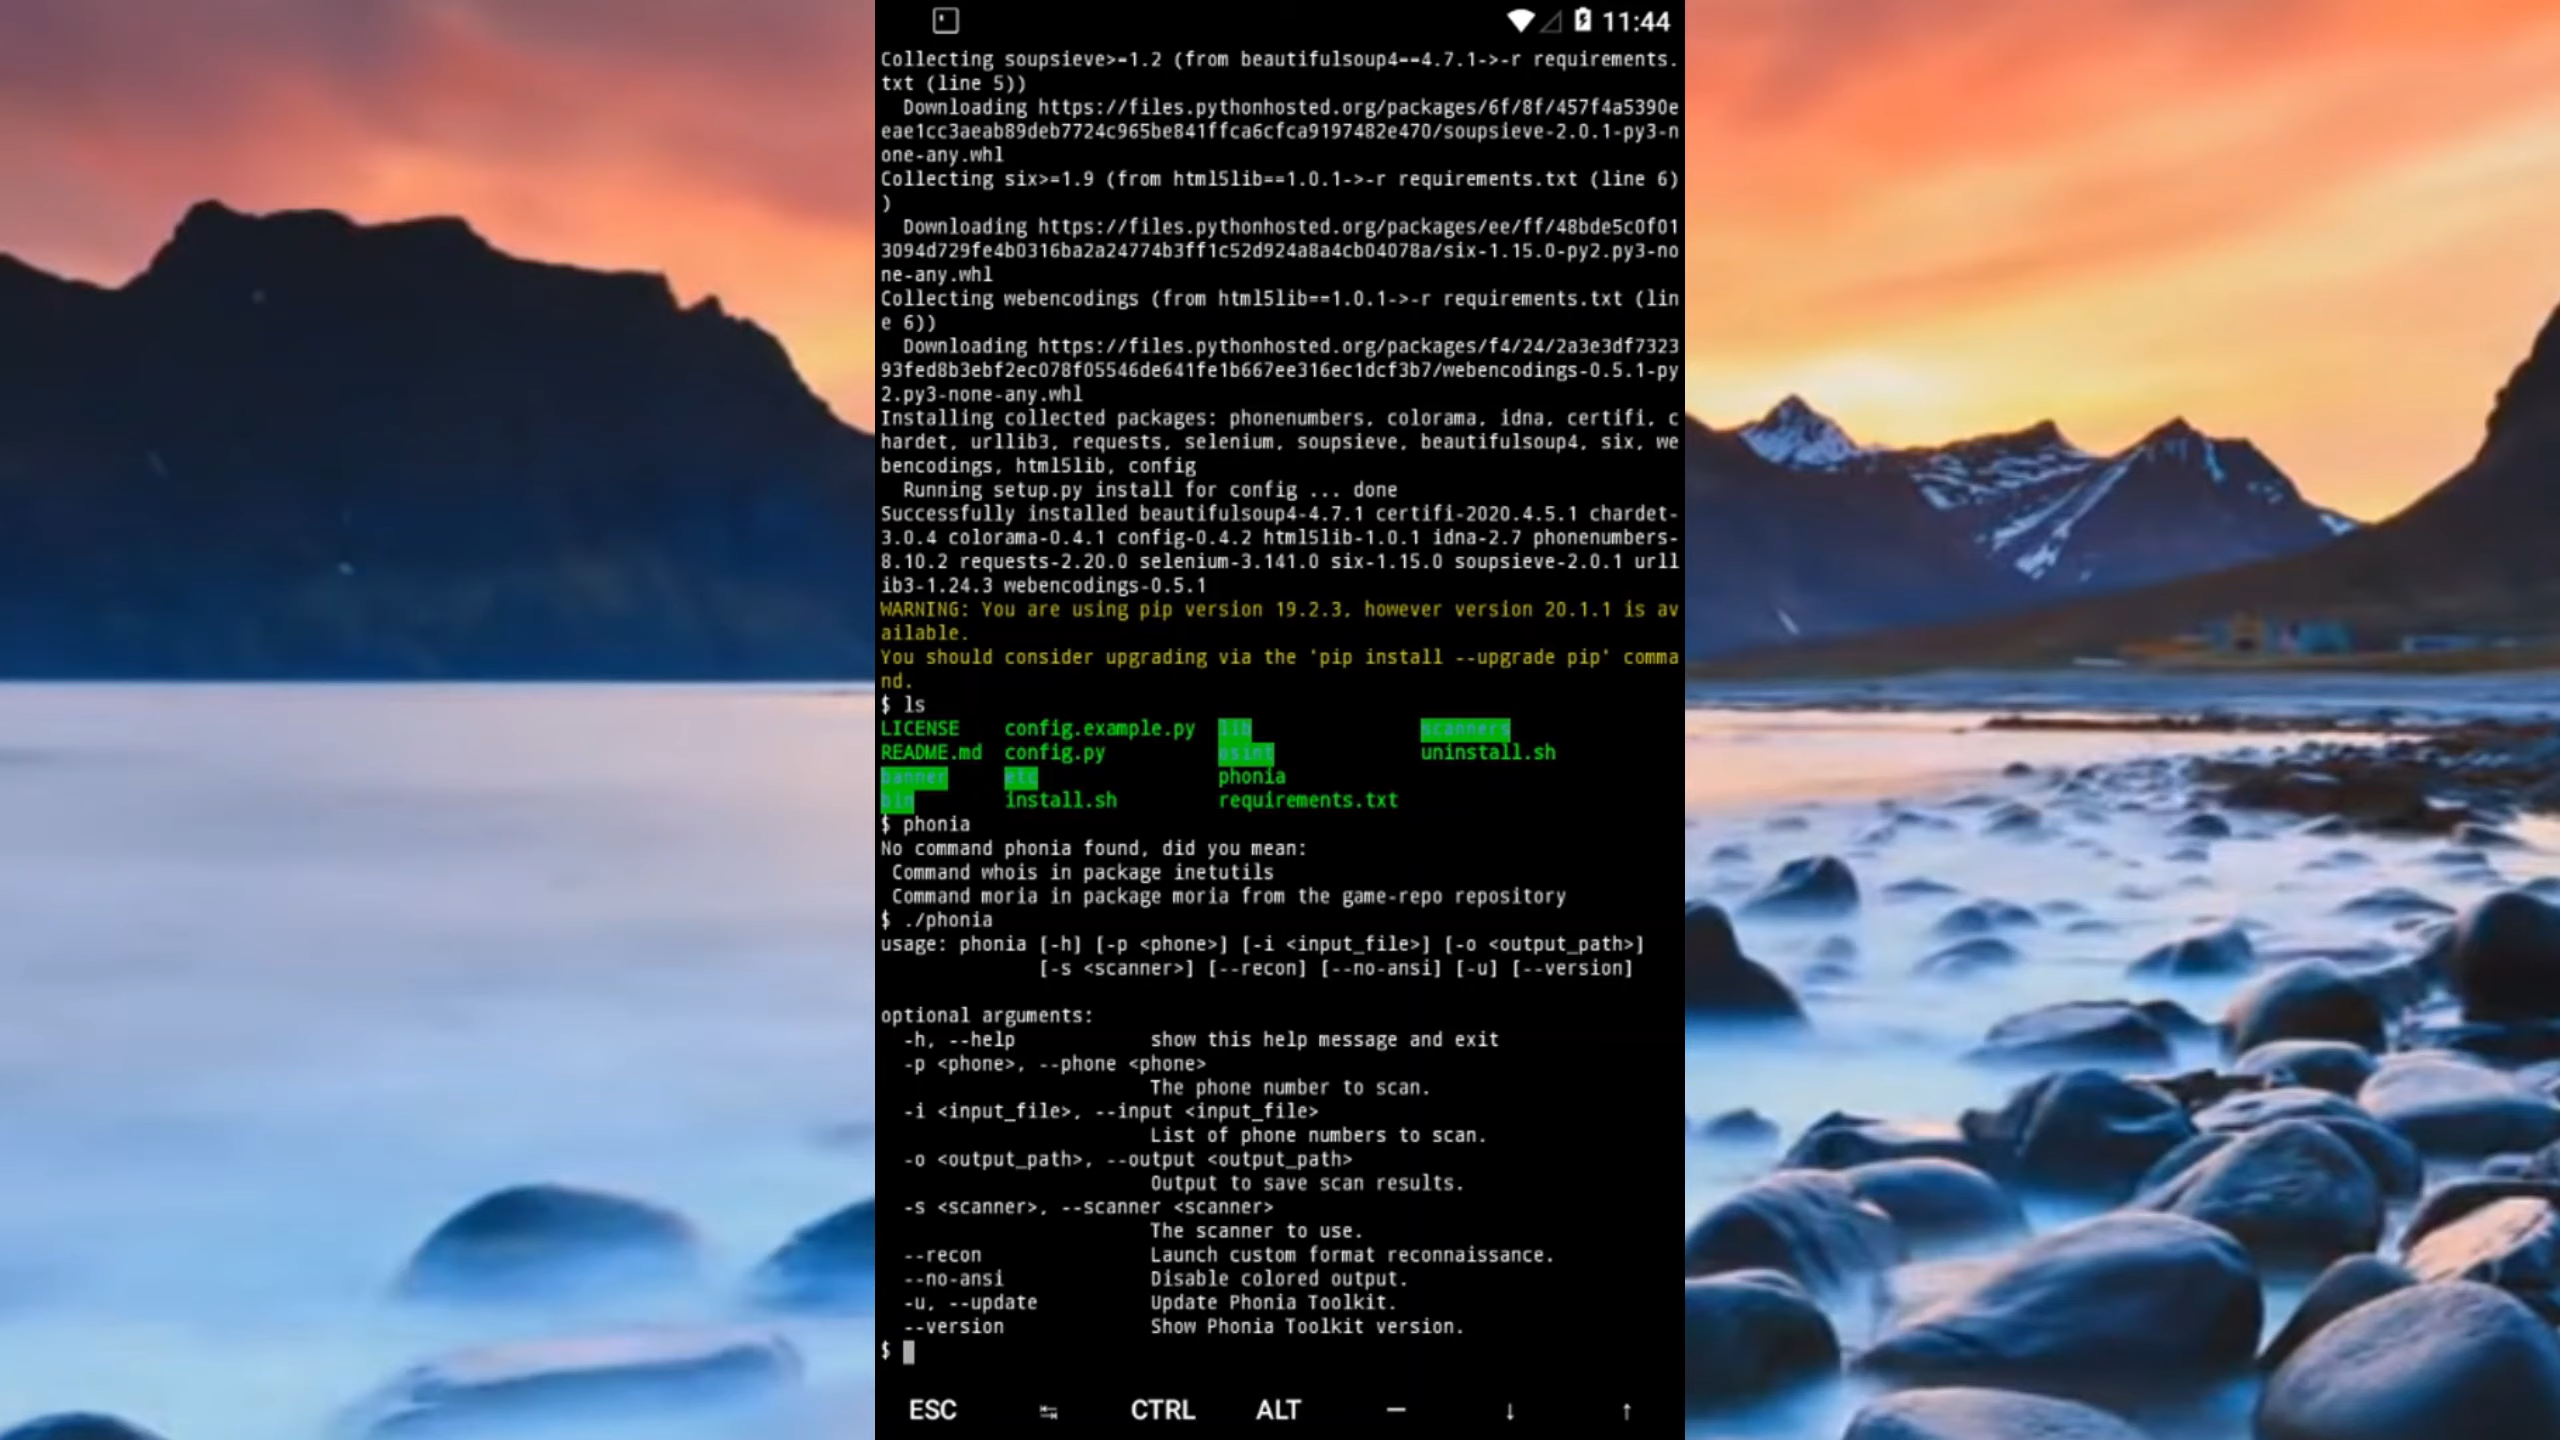 11:44
Collecting soupsieve>=1.2 (from beautifulsoup4==4.7.1->-r requirements.
txt (line 5))
Downloading https://files.pythonhosted.org/packages/6f/8f/457f4a5390e
eae1cc3aeab89deb7724c965be841ffca6cfca9197482e470/soupsieve-2.0.1-py3-n
one-any.whl
Collecting six>=1.9 (from html5lib==1.0.1->-r requirements.txt (line 6)
)
Downloading https://files.pythonhosted.org/packages/ee/ff/48bde5c0f01
3094d729fe4b0316ba2a24774b3ff1c52d924a8a4cb04078a/six-1.15.0-py2.py3-no
ne-any.whl
Collecting webencodings (from html5lib==1.0.1->-r requirements.txt (lin
e 6))
Downloading https://files.pythonhosted.org/packages/f4/24/2a3e3df7323
93fed8b3ebf2ec078f05546de641fe1b667ee316ec1dcf3b7/webencodings-0.5.1-py
2.py3-none-any.whl
Installing collected packages: phonenumbers, colorama, idna, certifi, c
hardet, urllib3, requests, selenium, soupsieve, beautifulsoup4, six, we
bencodings, html5lib, config
Running setup.py install for config ... done
Successfully installed beautifulsoup4-4.7.1 certifi-2020.4.5.1 chardet-
3.0.4 colorama-0.4.1 config-0.4.2 html5lib-1.0.1 idna-2.7 phonenumbers-
8.10.2 requests-2.20.0 selenium-3.141.0 six-1.15.0 soupsieve-2.0.1 urll
ib3-1.24.3 webencodings-0.5.1
WARNING: You are using pip version 19.2.3, however version 20.1.1 is av
ailable.
You should consider upgrading via the 'pip install --upgrade pip' comma
nd.
$ ls
LICENSE config.example.py lib scanners
README.md config.py osint uninstall.sh
banner etc phonia
bin install.sh requirements.txt
$ phonia
No command phonia found, did you mean:
Command whois in package inetutils
Command moria in package moria from the game-repo repository
$ ./phonia
usage: phonia [-h] [-p <phone>] [-i <input_file>] [-o <output_path>]
[-s <scanner>] [--recon] [--no-ansi] [-u] [--version]
optional arguments:
-h, --help show this help message and exit
-p <phone>, --phone <phone>
The phone number to scan.
-i <input_file>, --input <input_file>
List of phone numbers to scan.
-o <output_path>, --output <output_path>
Output to save scan results.
-s <scanner>, --scanner <scanner>
The scanner to use.
--recon Launch custom format reconnaissance.
--no-ansi Disable colored output.
-u, --update Update Phonia Toolkit.
--version Show Phonia Toolkit version.
$
ESC CTRL ALT — ↓ ↑